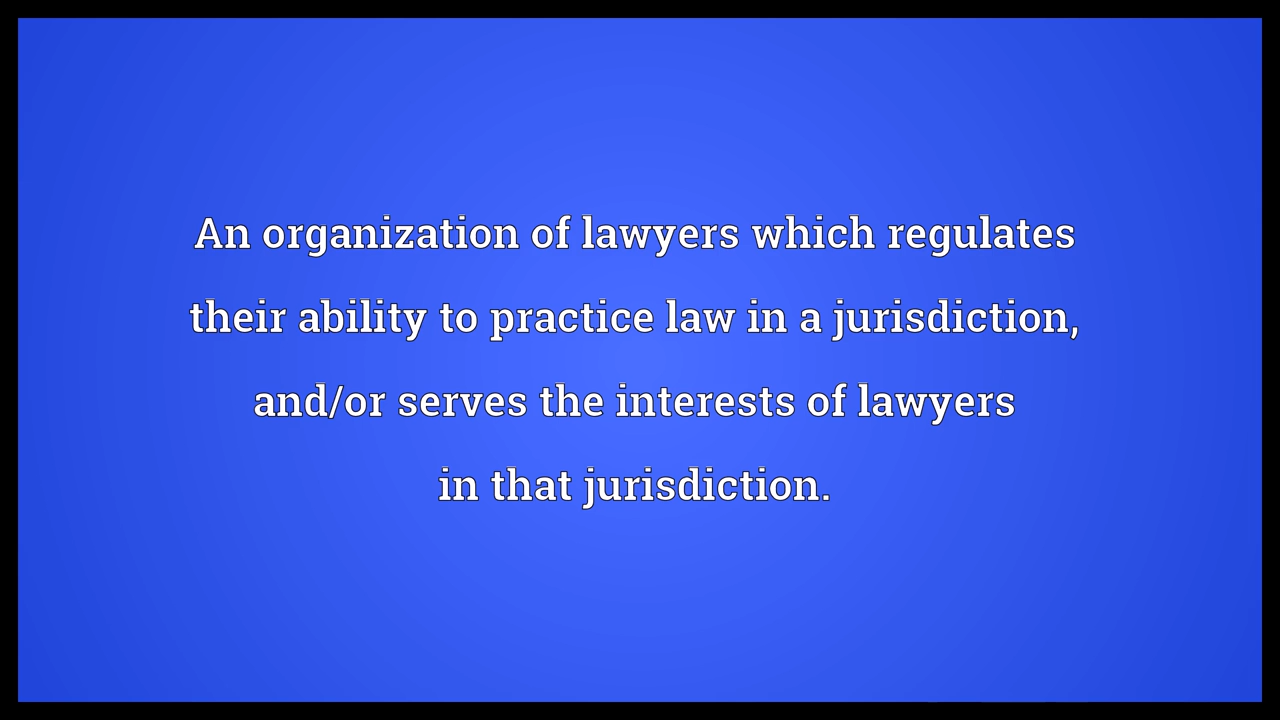 An organization of lawyers which regulates
their ability to practice law in a jurisdiction,
and/or serves the interests of lawyers
in that jurisdiction.